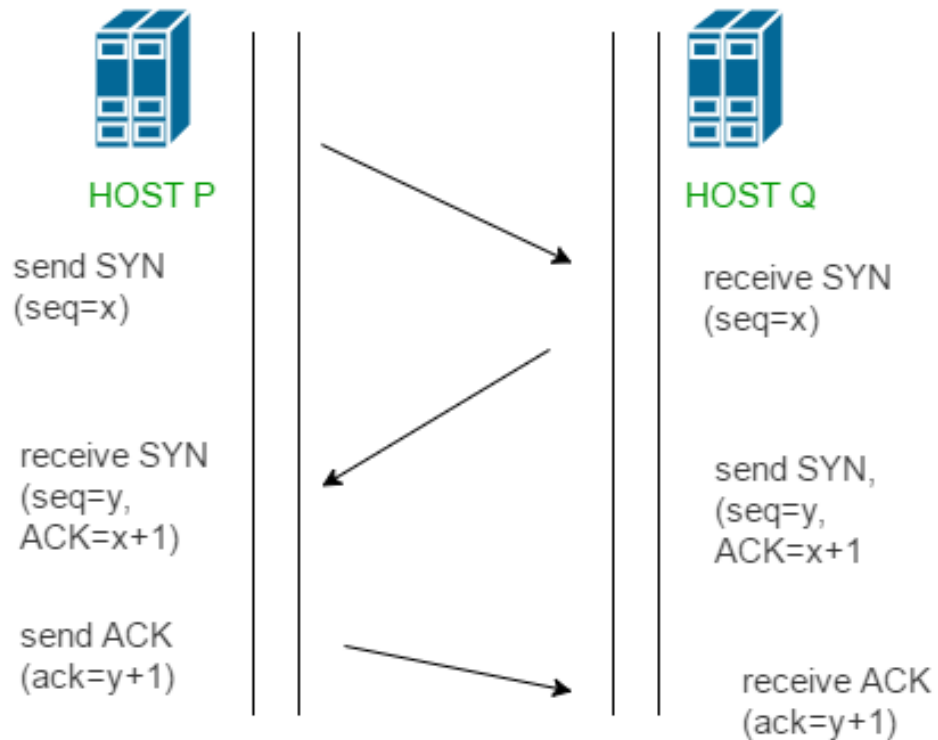 HOST P
HOST Q
send SYN
(seq=x)
receive SYN
(seq=x)
receive SYN
(seq=y,
ACK=x+1)
send SYN,
(seq=y,
ACK=x+1
send ACK
(ack=y+1)
receive ACK
(ack=y+1)